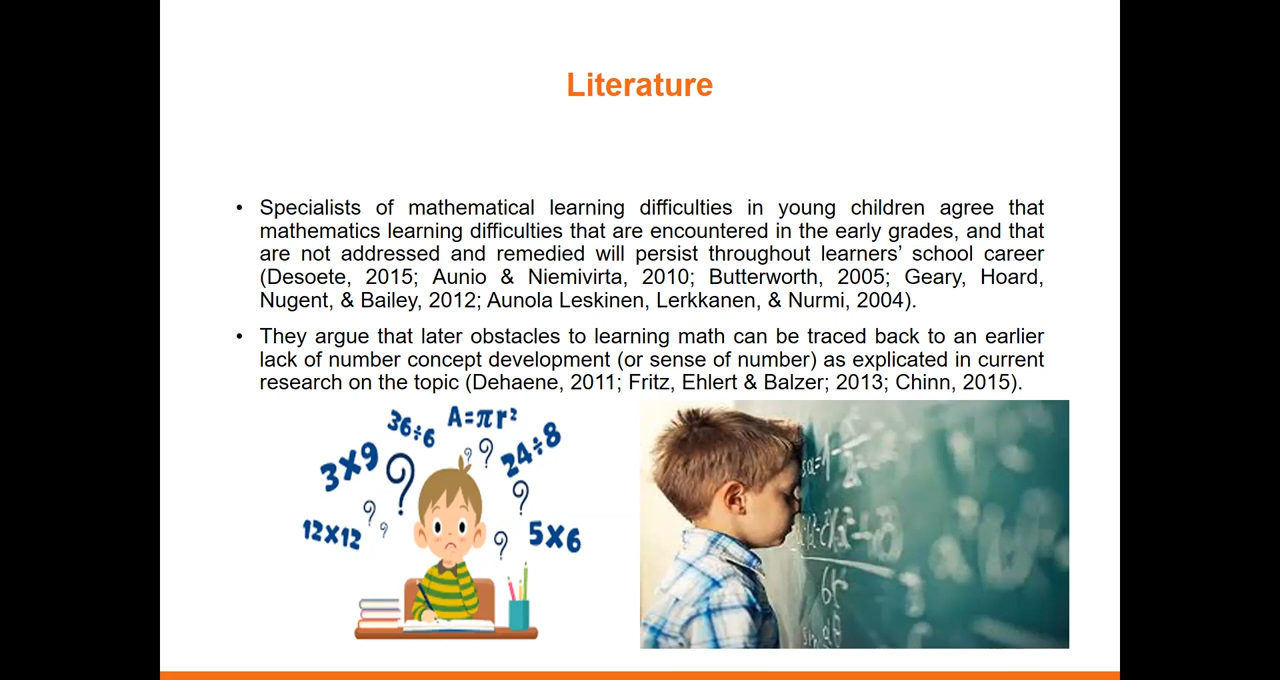 Literature
• Specialists of mathematical learning difficulties in young children agree that
mathematics learning difficulties that are encountered in the early grades, and that
are not addressed and remedied will persist throughout learners’ school career
(Desoete, 2015; Aunio & Niemivirta, 2010; Butterworth, 2005; Geary, Hoard,
Nugent, & Bailey, 2012; Aunola Leskinen, Lerkkanen, & Nurmi, 2004).
• They argue that later obstacles to learning math can be traced back to an earlier
lack of number concept development (or sense of number) as explicated in current
research on the topic (Dehaene, 2011; Fritz, Ehlert & Balzer; 2013; Chinn, 2015).
A=πr²
36÷6
24÷8
3X9
?
?
?
?
?
?
12X12
5X6
?
6r